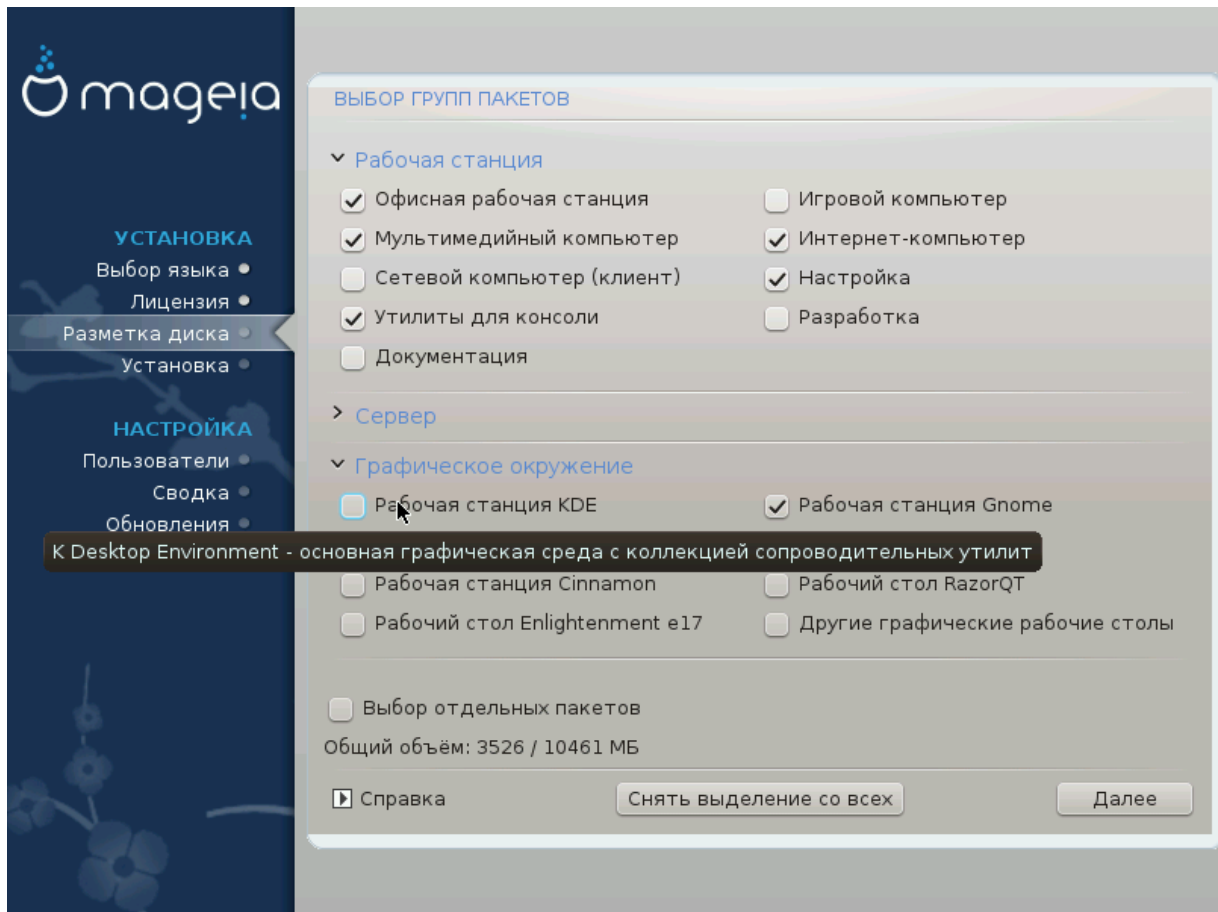 mageia
УСТАНОВКА
Выбор языка
Лицензия
Разметка диска
Установка
НАСТРОЙКА
Пользователи
Сводка
Обновления
ВЫБОР ГРУПП ПАКЕТОВ
Рабочая станция
Офисная рабочая станция
Игровой компьютер
Мультимедийный компьютер
Интернет-компьютер
Сетевой компьютер (клиент)
Настройка
Утилиты для консоли
Разработка
Документация
Сервер
Графическое окружение
Рабочая станция KDE
Рабочая станция Gnome
K Desktop Environment - основная графическая среда с коллекцией сопроводительных утилит
Рабочая станция Cinnamon
Рабочий стол RazorQT
Рабочий стол Enlightenment e17
Другие графические рабочие столы
Выбор отдельных пакетов
Общий объём: 3526 / 10461 МБ
Справка
Снять выделение со всех
Далее